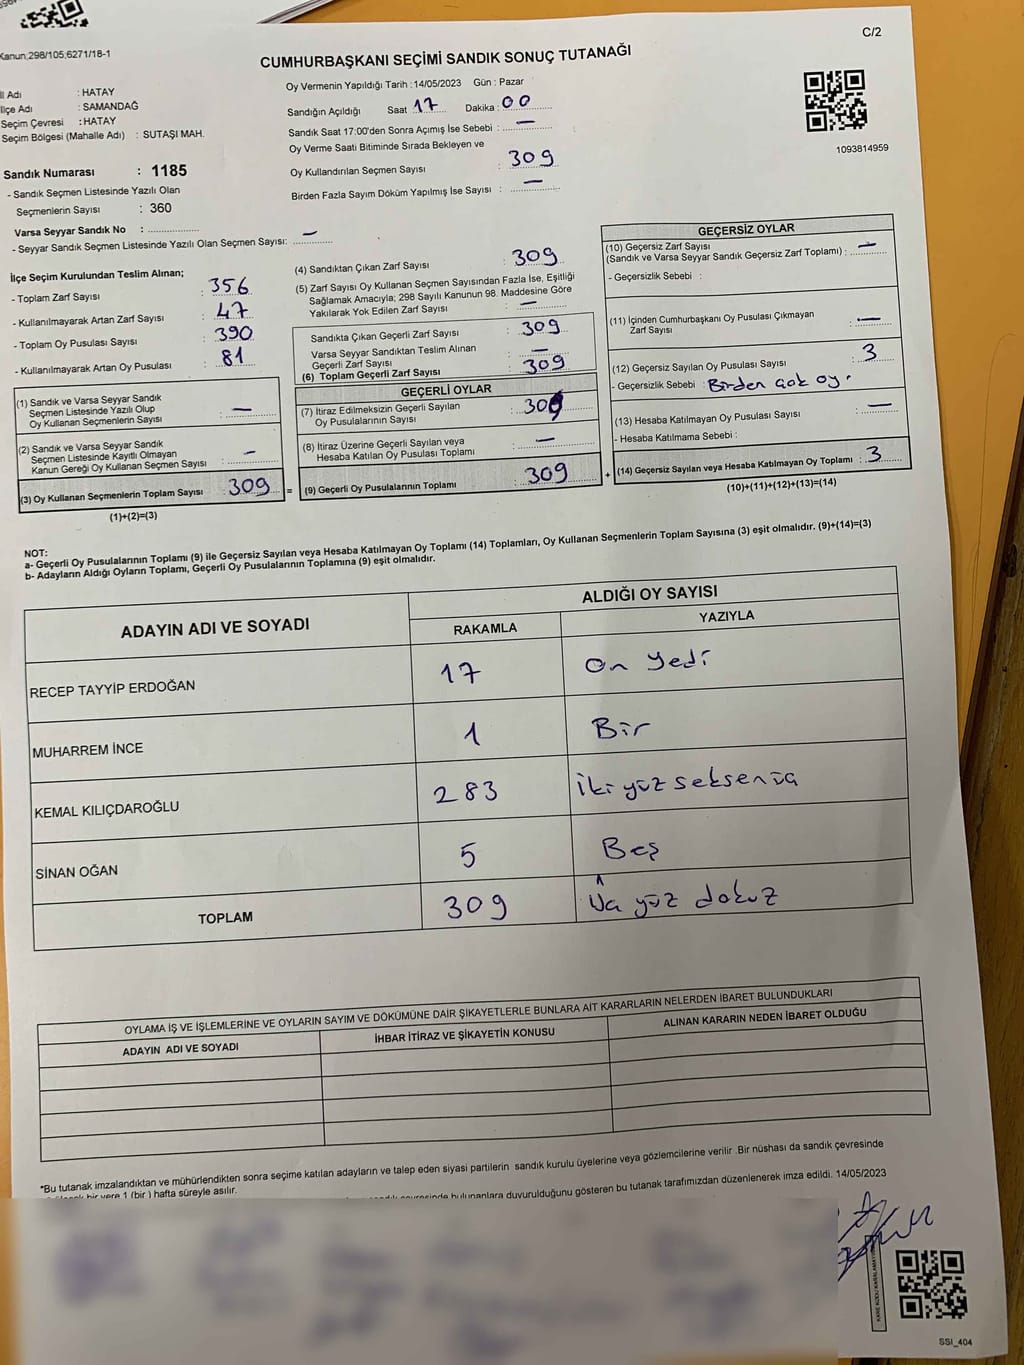 C/2
Kanun;298/105;6271/18-1
CUMHURBAŞKANI SEÇİMİ SANDIK SONUÇ TUTANAĞI
İl Adı : HATAY
İlçe Adı : SAMANDAĞ
Seçim Çevresi : HATAY
Seçim Bölgesi (Mahalle Adı) : SUTAŞI MAH.
Sandık Numarası : 1185
- Sandık Seçmen Listesinde Yazılı Olan
Seçmenlerin Sayısı : 360
Varsa Seyyar Sandık No :
- Seyyar Sandık Seçmen Listesinde Yazılı Olan Seçmen Sayısı: —
Oy Vermenin Yapıldığı Tarih : 14/05/2023 Gün : Pazar
Sandığın Açıldığı Saat 17 Dakika : 00
Sandık Saat 17:00'den Sonra Açımış İse Sebebi : —
Oy Verme Saati Bitiminde Sırada Bekleyen ve
Oy Kullandırılan Seçmen Sayısı : 309
Birden Fazla Sayım Döküm Yapılmış İse Sayısı : —
1093814959
İlçe Seçim Kurulundan Teslim Alınan;
- Toplam Zarf Sayısı : 356
- Kullanılmayarak Artan Zarf Sayısı : 47
- Toplam Oy Pusulası Sayısı : 390
- Kullanılmayarak Artan Oy Pusulası : 81
(1) Sandık ve Varsa Seyyar Sandık
Seçmen Listesinde Yazılı Olup
Oy Kullanan Seçmenlerin Sayısı : —
(2) Sandık ve Varsa Seyyar Sandık
Seçmen Listesinde Kayıtlı Olmayan
Kanun Gereği Oy Kullanan Seçmen Sayısı : —
(3) Oy Kullanan Seçmenlerin Toplam Sayısı : 309 =
(1)+(2)=(3)
(4) Sandıktan Çıkan Zarf Sayısı : 309
(5) Zarf Sayısı Oy Kullanan Seçmen Sayısından Fazla İse, Eşitliği
Sağlamak Amacıyla; 298 Sayılı Kanunun 98. Maddesine Göre
Yakılarak Yok Edilen Zarf Sayısı : —
Sandıkta Çıkan Geçerli Zarf Sayısı : 309
Varsa Seyyar Sandıktan Teslim Alınan
Geçerli Zarf Sayısı : —
(6) Toplam Geçerli Zarf Sayısı : 309
GEÇERLİ OYLAR
(7) İtiraz Edilmeksizin Geçerli Sayılan
Oy Pusulalarının Sayısı : 309
(8) İtiraz Üzerine Geçerli Sayılan veya
Hesaba Katılan Oy Pusulası Toplamı : —
(9) Geçerli Oy Pusulalarının Toplamı : 309 +
GEÇERSİZ OYLAR
(10) Geçersiz Zarf Sayısı
(Sandık ve Varsa Seyyar Sandık Geçersiz Zarf Toplamı) : —
- Geçersizlik Sebebi :
(11) İçinden Cumhurbaşkanı Oy Pusulası Çıkmayan
Zarf Sayısı : —
(12) Geçersiz Sayılan Oy Pusulası Sayısı : 3
- Geçersizlik Sebebi : Birden çok oy.
(13) Hesaba Katılmayan Oy Pusulası Sayısı : —
- Hesaba Katılmama Sebebi :
(14) Geçersiz Sayılan veya Hesaba Katılmayan Oy Toplamı : 3
(10)+(11)+(12)+(13)=(14)
NOT:
a- Geçerli Oy Pusulalarının Toplamı (9) ile Geçersiz Sayılan veya Hesaba Katılmayan Oy Toplamı (14) Toplamları, Oy Kullanan Seçmenlerin Toplam Sayısına (3) eşit olmalıdır. (9)+(14)=(3)
b- Adayların Aldığı Oyların Toplamı, Geçerli Oy Pusulalarının Toplamına (9) eşit olmalıdır.
ADAYIN ADI VE SOYADI ALDIĞI OY SAYISI
RAKAMLA YAZIYLA
RECEP TAYYİP ERDOĞAN 17 On yedi
MUHARREM İNCE 1 Bir
KEMAL KILIÇDAROĞLU 283 İki yüz seksen üç
SİNAN OĞAN 5 Beş
TOPLAM 309 Üç yüz dokuz
OYLAMA İŞ VE İŞLEMLERİNE VE OYLARIN SAYIM VE DÖKÜMÜNE DAİR ŞİKAYETLERLE BUNLARA AİT KARARLARIN NELERDEN İBARET BULUNDUKLARI
ADAYIN ADI VE SOYADI İHBAR İTİRAZ VE ŞİKAYETİN KONUSU ALINAN KARARIN NEDEN İBARET OLDUĞU
*Bu tutanak imzalandıktan ve mühürlendikten sonra seçime katılan adayların ve talep eden siyasi partilerin sandık kurulu üyelerine veya gözlemcilerine verilir .Bir nüshası da sandık çevresinde
bir yere 1 (bir ) hafta süreyle asılır.
bulunanlara duyurulduğunu gösteren bu tutanak tarafımızdan düzenlenerek imza edildi. 14/05/2023
SSI_404